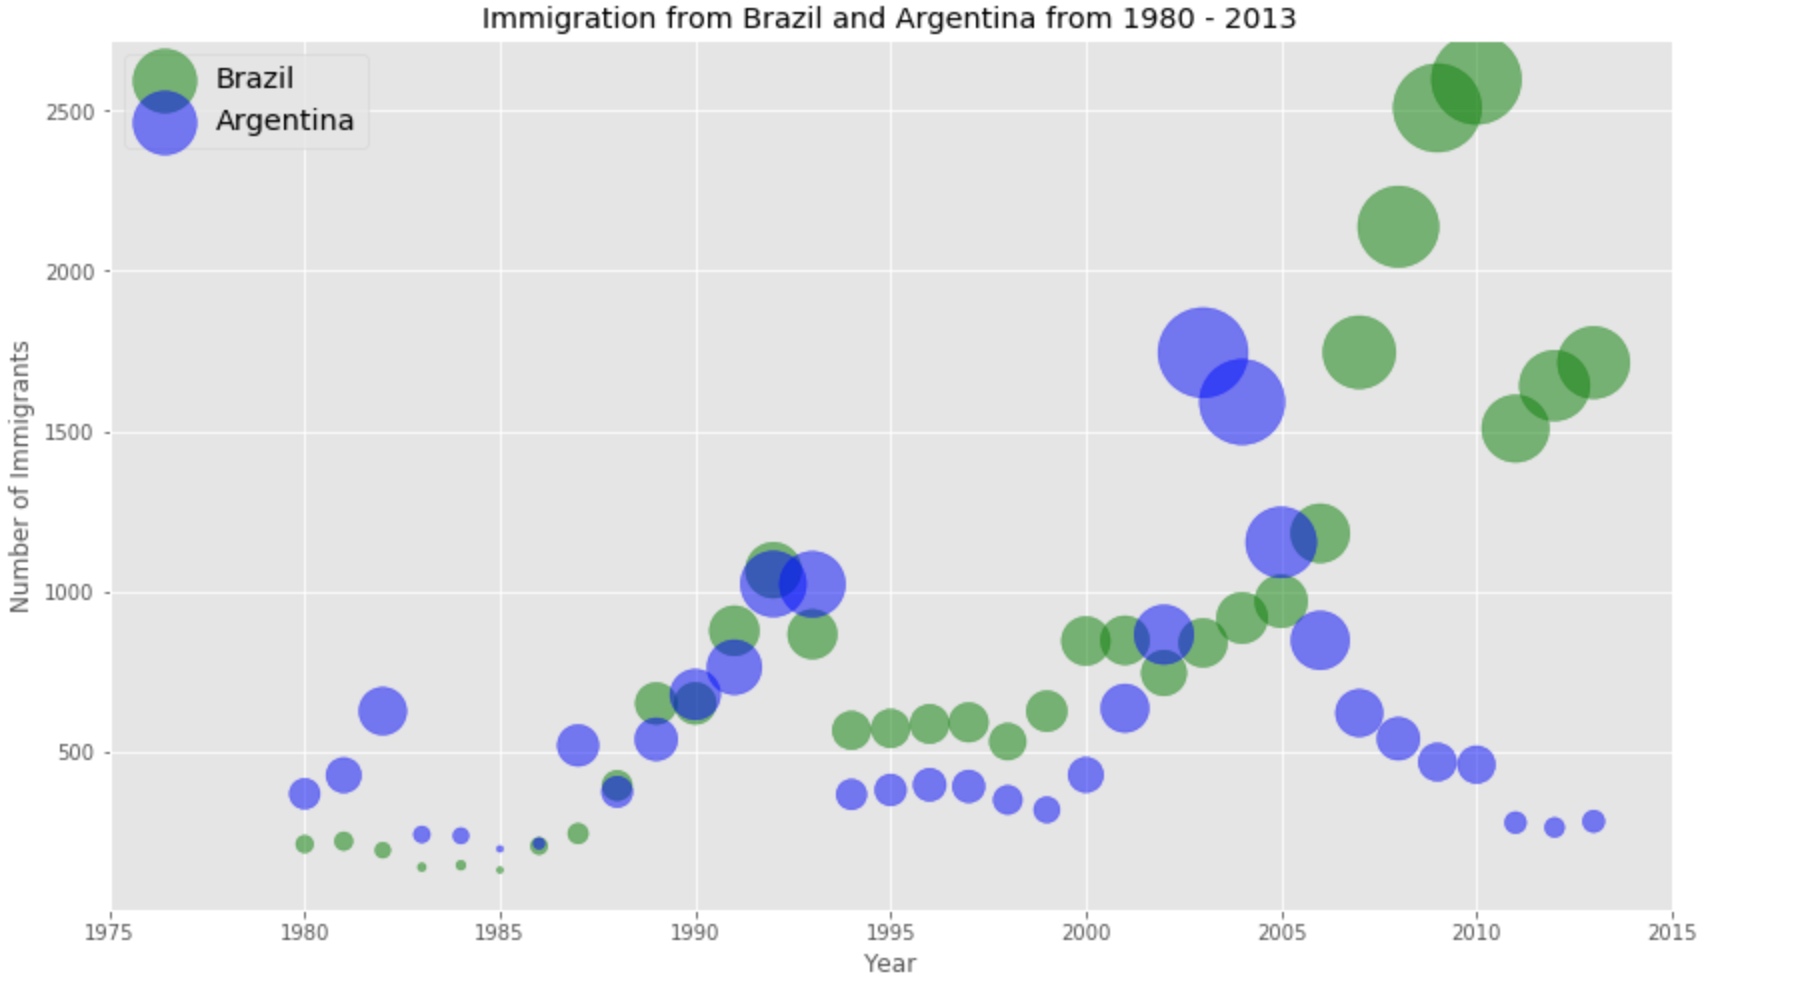 Immigration from Brazil and Argentina from 1980 - 2013
Brazil
Argentina
2500
2000
1500
1000
500
Number of Immigrants
1975 1980 1985 1990 1995 2000 2005 2010 2015
Year